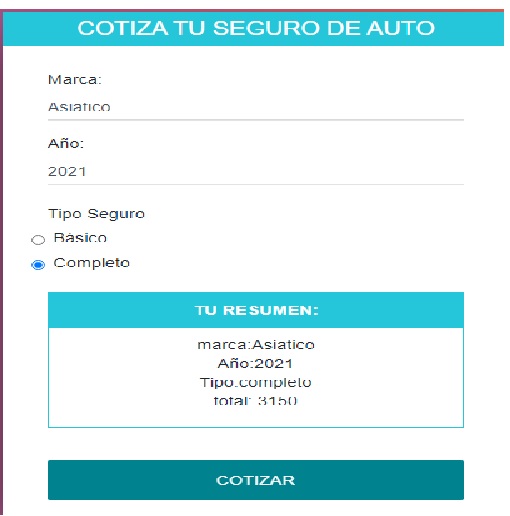 COTIZA TU SEGURO DE AUTO
Marca:
Asiatico
Año:
2021
Tipo Seguro
Básico
Completo
TU RESUMEN:
marca:Asiatico
Año:2021
Tipo:completo
total: 3150
COTIZAR